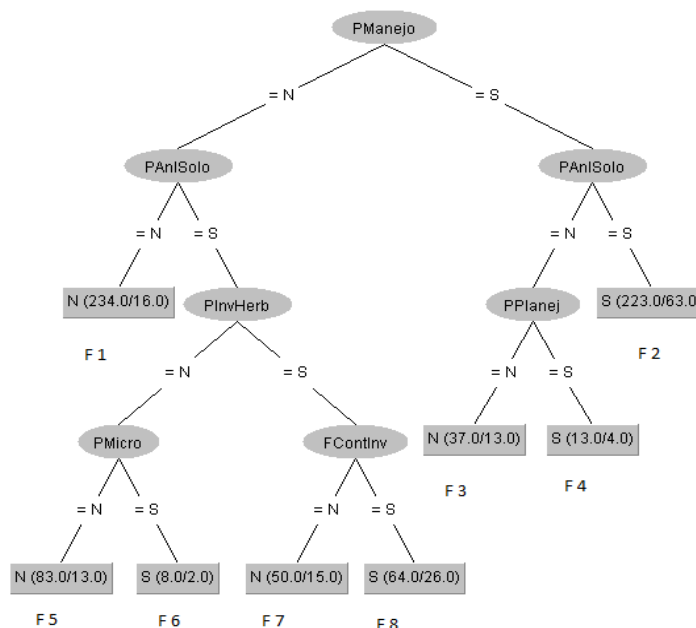 PManejo
= N
= S
PAnlSolo
PAnlSolo
= N
= S
= N
= S
N (234.0/16.0)
PInvHerb
PPlanej
S (223.0/63.0
F 1
F 2
= N
= S
= N
= S
PMicro
FContInv
N (37.0/13.0)
S (13.0/4.0)
F 3
F 4
= N
= S
= N
= S
N (83.0/13.0)
S (8.0/2.0)
N (50.0/15.0)
S (64.0/26.0)
F 5
F 6
F 7
F 8